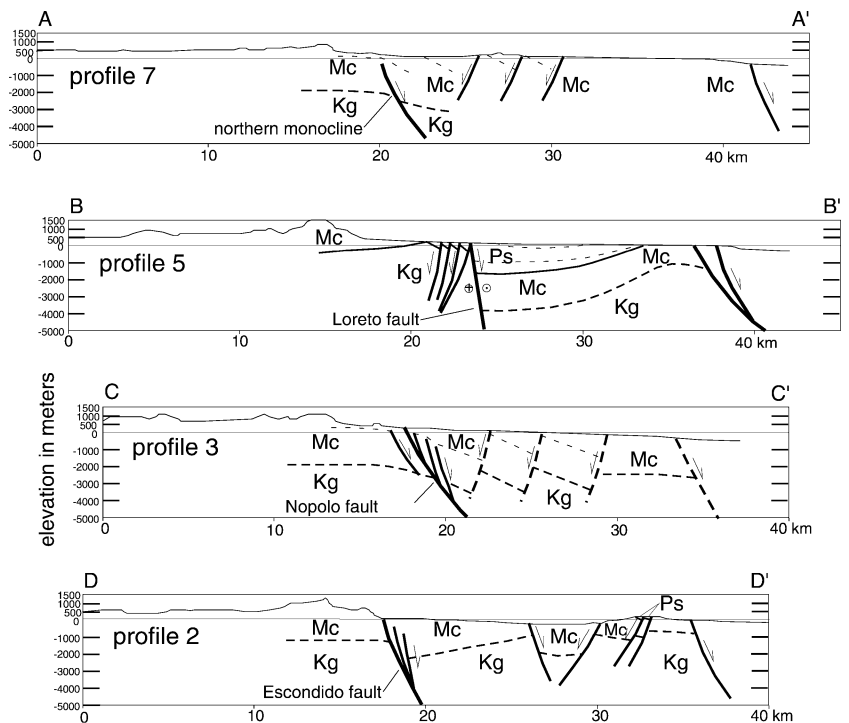 A A'
1500
1000
500
0
-1000
-2000
-3000
-4000
-5000
profile 7
Mc Mc Mc Mc
Kg Kg
northern monocline
0 10 20 30 40 km
B B'
1500
1000
500
0
-1000
-2000
-3000
-4000
-5000
profile 5
Mc Ps Mc
Kg Mc
Kg
Loreto fault
0 10 20 30 40 km
elevation in meters
C C'
1500
1000
500
0
-1000
-2000
-3000
-4000
-5000
profile 3
Mc Mc Mc
Kg Kg
Nopolo fault
0 10 20 30 40 km
D D'
1500
1000
500
0
-1000
-2000
-3000
-4000
-5000
profile 2
Ps
Mc Mc Mc Mc
Kg Kg Kg
Escondido fault
0 10 20 30 40 km